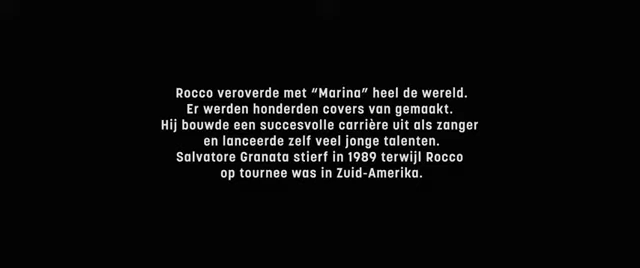 Rocco veroverde met “Marina” heel de wereld.
Er werden honderden covers van gemaakt.
Hij bouwde een succesvolle carrière uit als zanger
en lanceerde zelf veel jonge talenten.
Salvatore Granata stierf in 1989 terwijl Rocco
op tournee was in Zuid-Amerika.